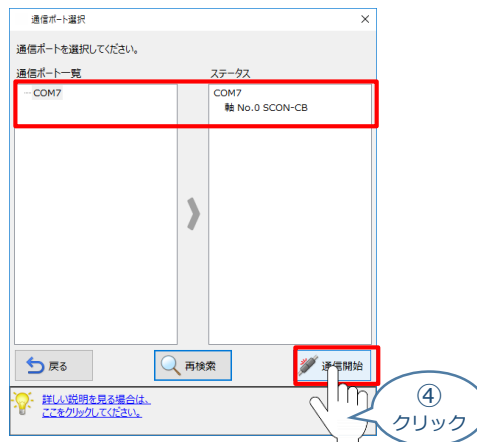 通信ポート選択
通信ポートを選択してください。
通信ポート一覧
ステータス
COM7
COM7
軸 No.0 SCON-CB
戻る
再検索
通信開始
詳しい説明を見る場合は、
ここをクリックしてください。
④
クリック